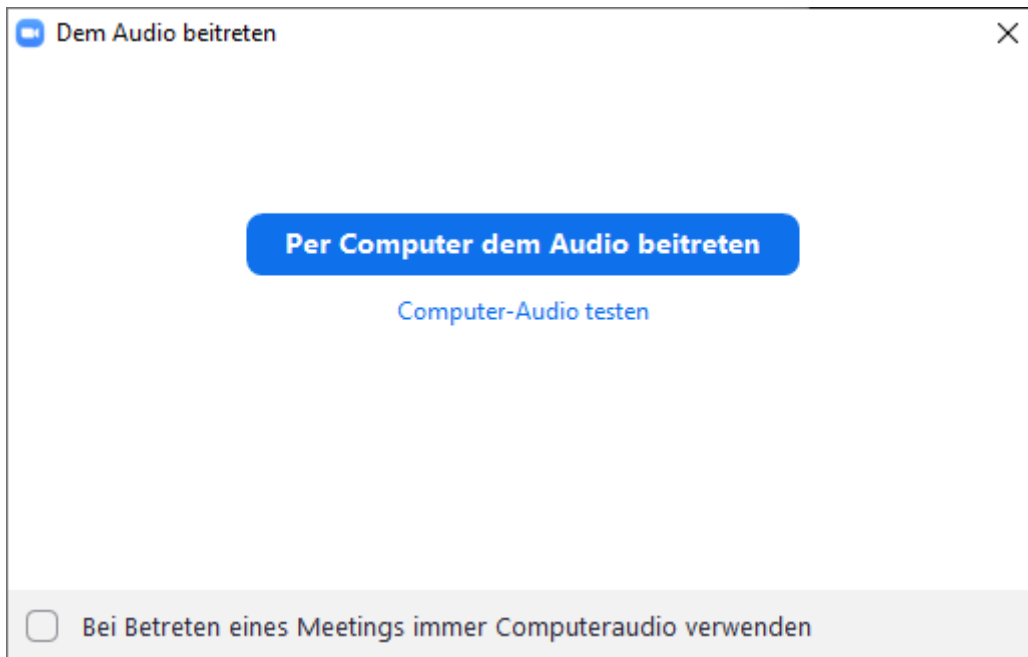 Dem Audio beitreten
Per Computer dem Audio beitreten
Computer-Audio testen
Bei Betreten eines Meetings immer Computeraudio verwenden